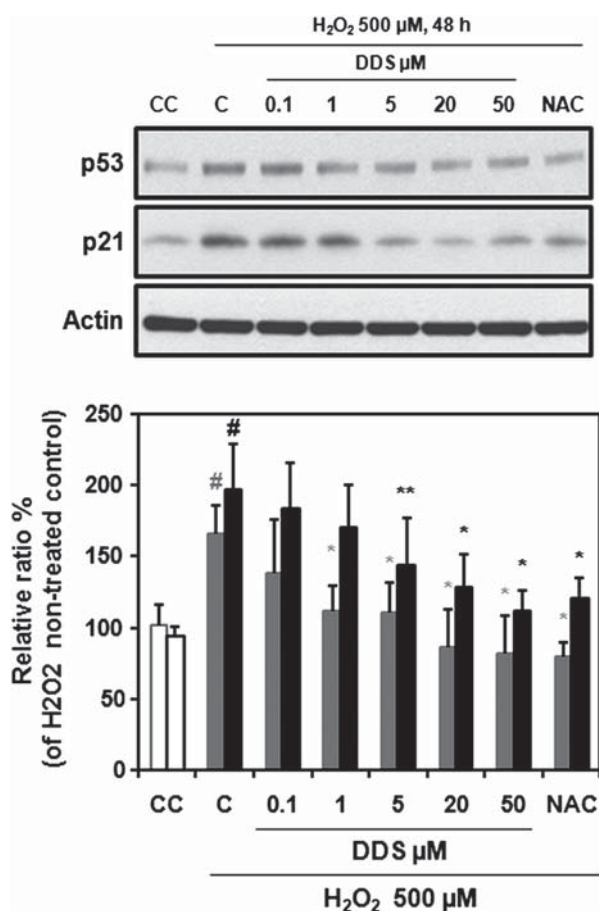 H₂O₂ 500 µM, 48 h
DDS µM
CC C 0.1 1 5 20 50 NAC
p53
p21
Actin
Relative ratio %
(of H2O2 non-treated control)
250
200
150
100
50
0
# #
* ** * * * * * * *
CC C 0.1 1 5 20 50 NAC
DDS µM
H₂O₂ 500 µM